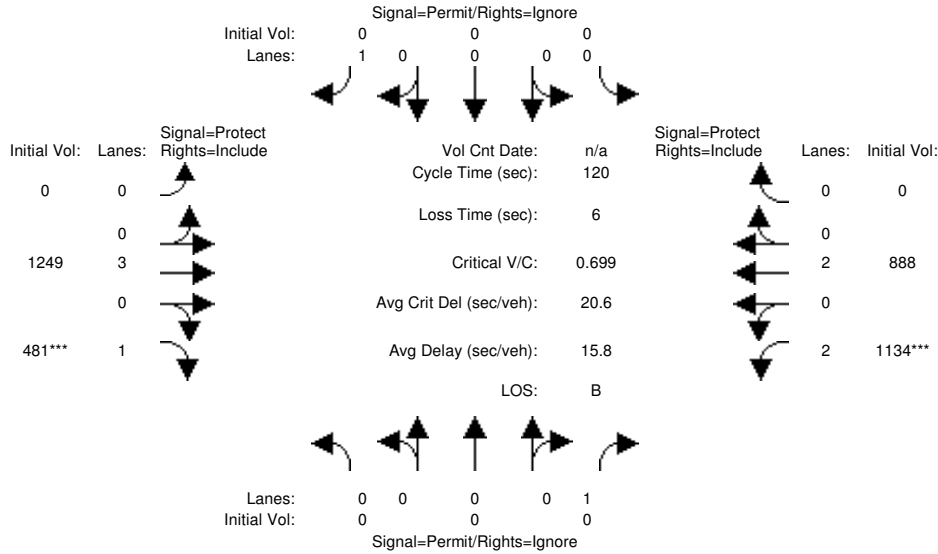 Signal=Permit/Rights=Ignore
Initial Vol: 0 0 0
Lanes: 1 0 0 0 0
Signal=Protect Signal=Protect
Initial Vol: Lanes: Rights=Include Vol Cnt Date: n/a Rights=Include Lanes: Initial Vol:
Cycle Time (sec): 120
0 0 0 0
Loss Time (sec): 6
0 0
1249 3 Critical V/C: 0.699 2 888
0 Avg Crit Del (sec/veh): 20.6 0
481*** 1 Avg Delay (sec/veh): 15.8 2 1134***
LOS: B
Lanes: 0 0 0 0 1
Initial Vol: 0 0 0
Signal=Permit/Rights=Ignore